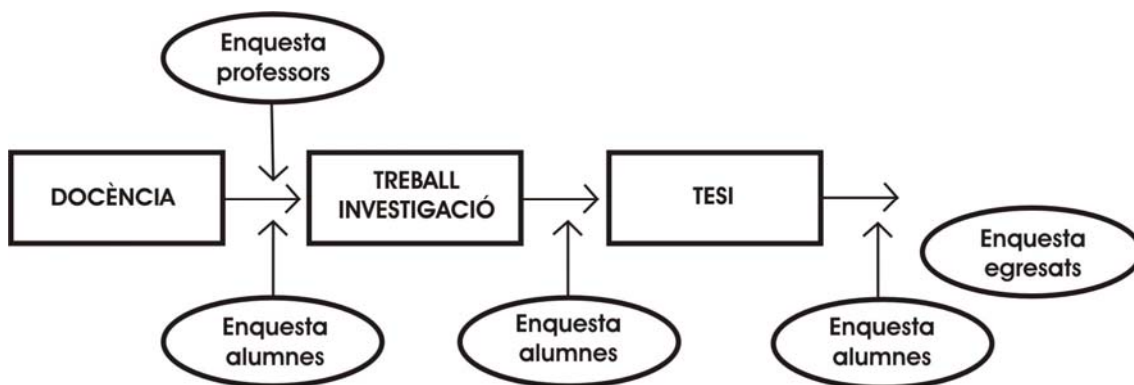 Enquesta
professors
DOCÈNCIA
TREBALL
INVESTIGACIÓ
TESI
Enquesta
egresats
Enquesta
alumnes
Enquesta
alumnes
Enquesta
alumnes